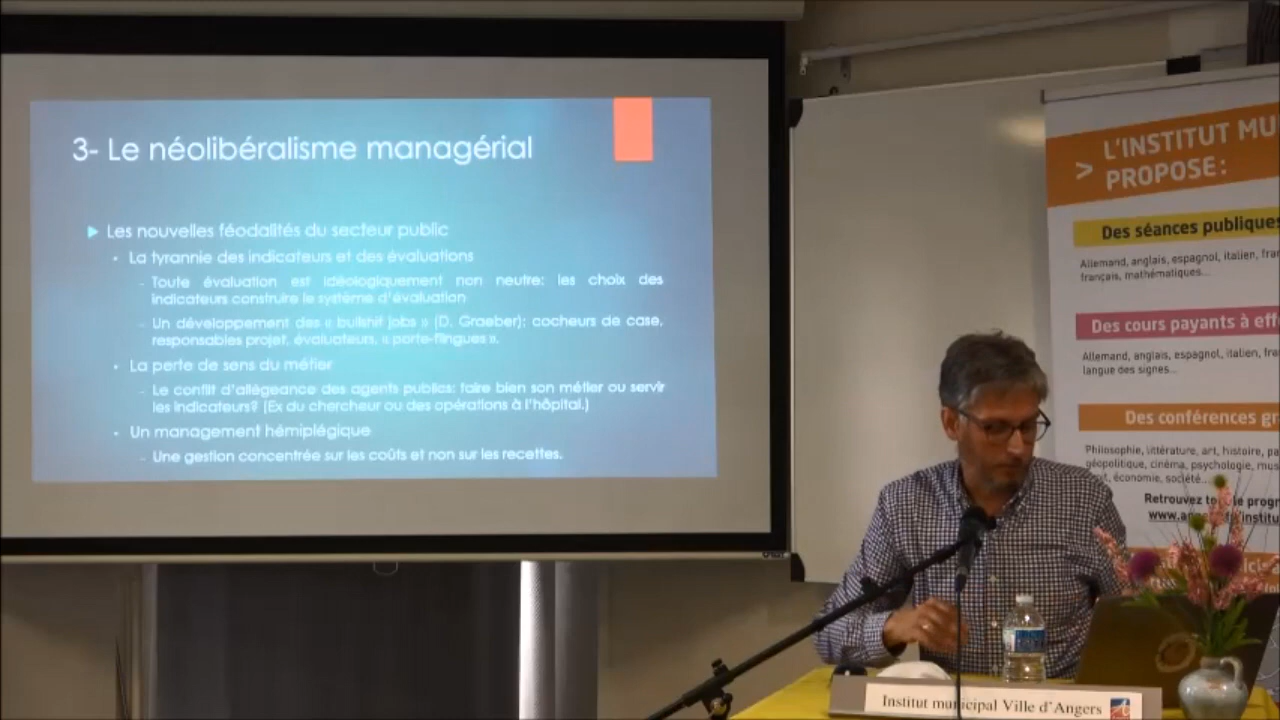 3- Le néolibéralisme managérial
Les nouvelles féodalités du secteur public
La tyrannie des indicateurs et des évaluations
Toute évaluation est idéologiquement non neutre: les choix des
indicateurs construire le système d'évaluation
Un développement des « bullshit jobs » (D. Graeber): cocheurs de case,
responsables projet, évaluateurs, « porte-flingues ».
La perte de sens du métier
Le conflit d'allégeance des agents publics: faire bien son métier ou servir
les indicateurs? (Ex du chercheur ou des opérations à l'hôpital.)
Un management hémiplégique
Une gestion concentrée sur les coûts et non sur les recettes.
> L'INSTITUT MU
PROPOSE:
Des séances publiques
Allemand, anglais, espagnol, italien, fra
français, mathématiques...
Des cours payants à eff
Allemand, anglais, espagnol, italien, fra
langue des signes...
Des conférences gr
Philosophie, littérature, art, histoire, pa
géopolitique, cinéma, psychologie, mus
économie, société...
Retrouvez progr
Institut municipal Ville d'Angers